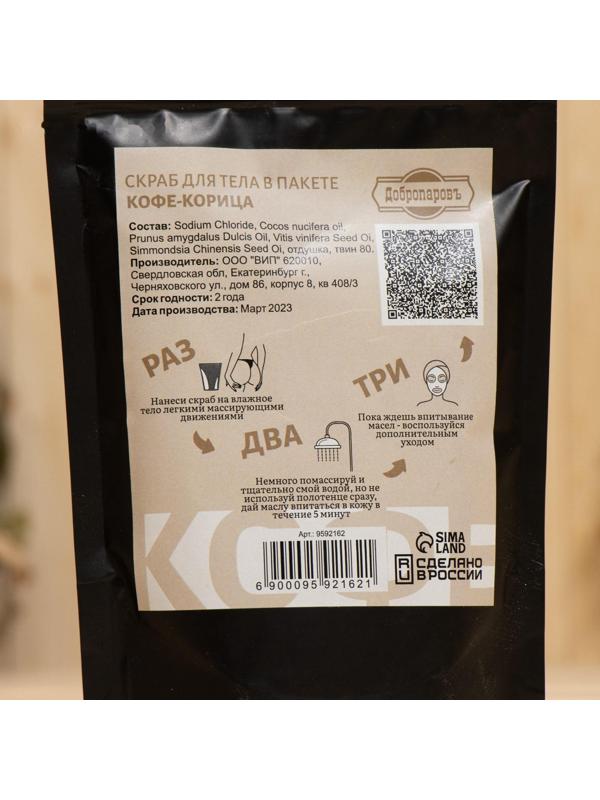 СКРАБ ДЛЯ ТЕЛА В ПАКЕТЕ
КОФЕ-КОРИЦА
ДобропаровЪ
Состав: Sodium Chloride, Cocos nucifera oil,
Prunus amygdalus Dulcis Oil, Vitis vinifera Seed Oi,
Simmondsia Chinensis Seed Oi, отдушка, твин 80.
Производитель: ООО "ВИП" 620010,
Свердловская обл, Екатеринбург г.,
Черняховского ул., дом 86, корпус 8, кв 408/3
Срок годности: 2 года
Дата производства: Март 2023
РАЗ
Нанеси скраб на влажное
тело легкими массирующими
движениями
ДВА
Немного помассируй и
тщательно смой водой, но не
используй полотенце сразу,
дай маслу впитаться в кожу в
течение 5 минут
ТРИ
Пока ждешь впитывание
масел - воспользуйся
дополнительным
уходом
КОФЕ
Арт.: 9592162
6 900095 921621
SIMA
LAND
RU
СДЕЛАНО
В РОССИИ